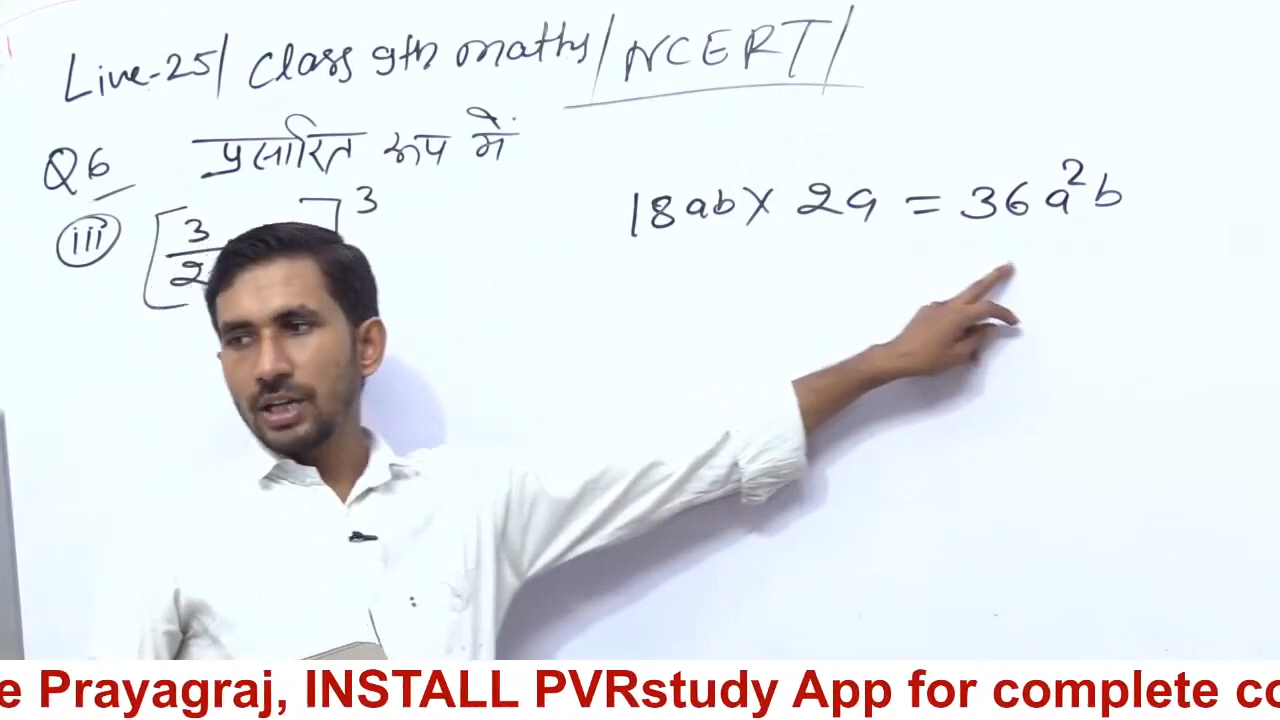 Live-25/ Class 9th maths/ NCERT/
Q6 प्रसारित रूप में
iii [3/2 ]³
18ab × 2a = 36a²b
e Prayagraj, INSTALL PVRstudy App for complete co